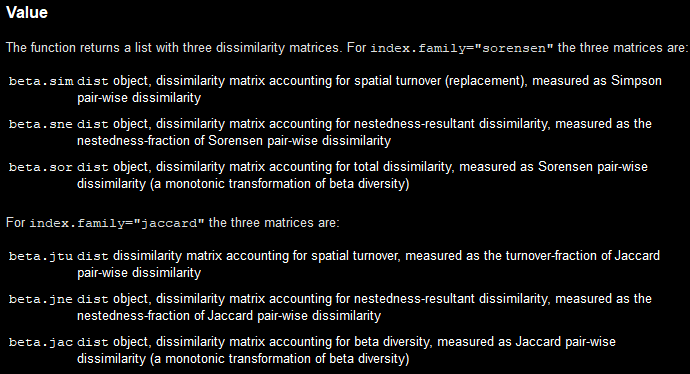 Value
The function returns a list with three dissimilarity matrices. For index.family="sorensen" the three matrices are:
beta.sim dist object, dissimilarity matrix accounting for spatial turnover (replacement), measured as Simpson
pair-wise dissimilarity
beta.sne dist object, dissimilarity matrix accounting for nestedness-resultant dissimilarity, measured as the
nestedness-fraction of Sorensen pair-wise dissimilarity
beta.sor dist object, dissimilarity matrix accounting for total dissimilarity, measured as Sorensen pair-wise
dissimilarity (a monotonic transformation of beta diversity)
For index.family="jaccard" the three matrices are:
beta.jtu dist dissimilarity matrix accounting for spatial turnover, measured as the turnover-fraction of Jaccard
pair-wise dissimilarity
beta.jne dist object, dissimilarity matrix accounting for nestedness-resultant dissimilarity, measured as the
nestedness-fraction of Jaccard pair-wise dissimilarity
beta.jac dist object, dissimilarity matrix accounting for beta diversity, measured as Jaccard pair-wise
dissimilarity (a monotonic transformation of beta diversity)